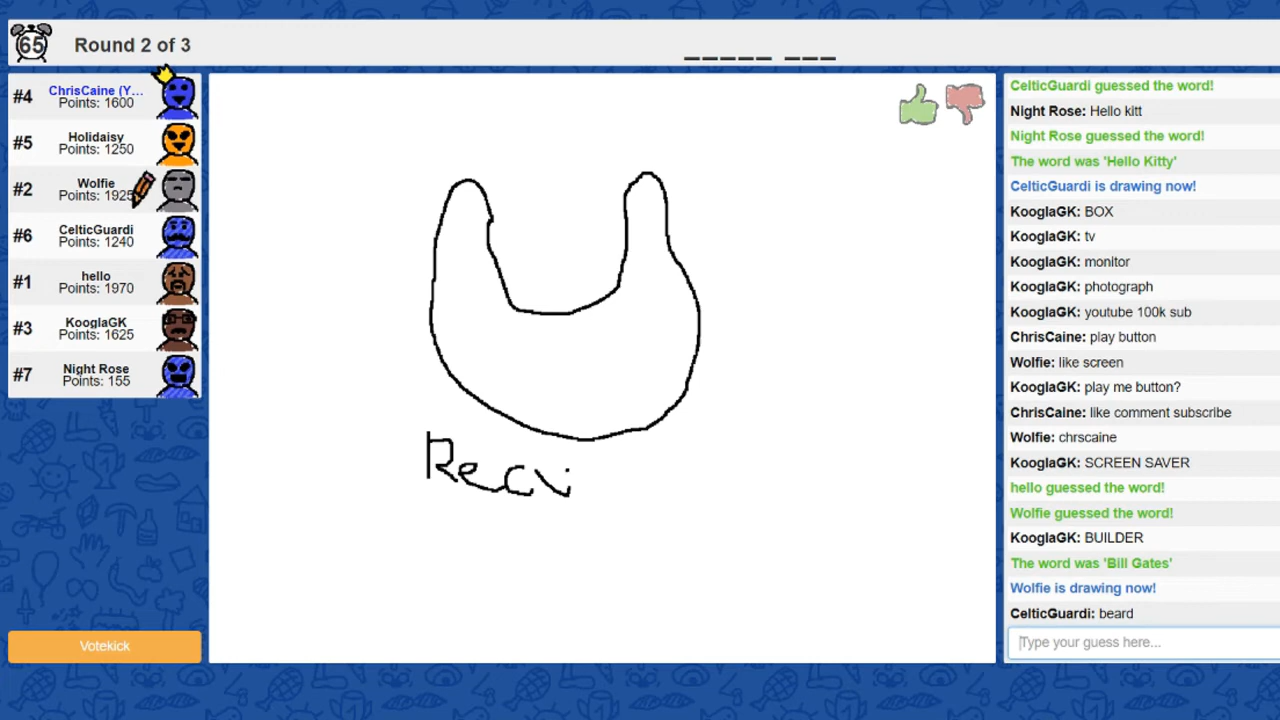 65
Round 2 of 3
_____ ___
#4 ChrisCaine (Y...
Points: 1600
#5 Holidaisy
Points: 1250
#2 Wolfie
Points: 1925
#6 CelticGuardi
Points: 1240
#1 hello
Points: 1970
#3 KooglaGK
Points: 1625
#7 Night Rose
Points: 155
Votekick
Reci
CelticGuardi guessed the word!
Night Rose: Hello kitt
Night Rose guessed the word!
The word was 'Hello Kitty'
CelticGuardi is drawing now!
KooglaGK: BOX
KooglaGK: tv
KooglaGK: monitor
KooglaGK: photograph
KooglaGK: youtube 100k sub
ChrisCaine: play button
Wolfie: like screen
KooglaGK: play me button?
ChrisCaine: like comment subscribe
Wolfie: chrscaine
KooglaGK: SCREEN SAVER
hello guessed the word!
Wolfie guessed the word!
KooglaGK: BUILDER
The word was 'Bill Gates'
Wolfie is drawing now!
CelticGuardi: beard
Type your guess here...